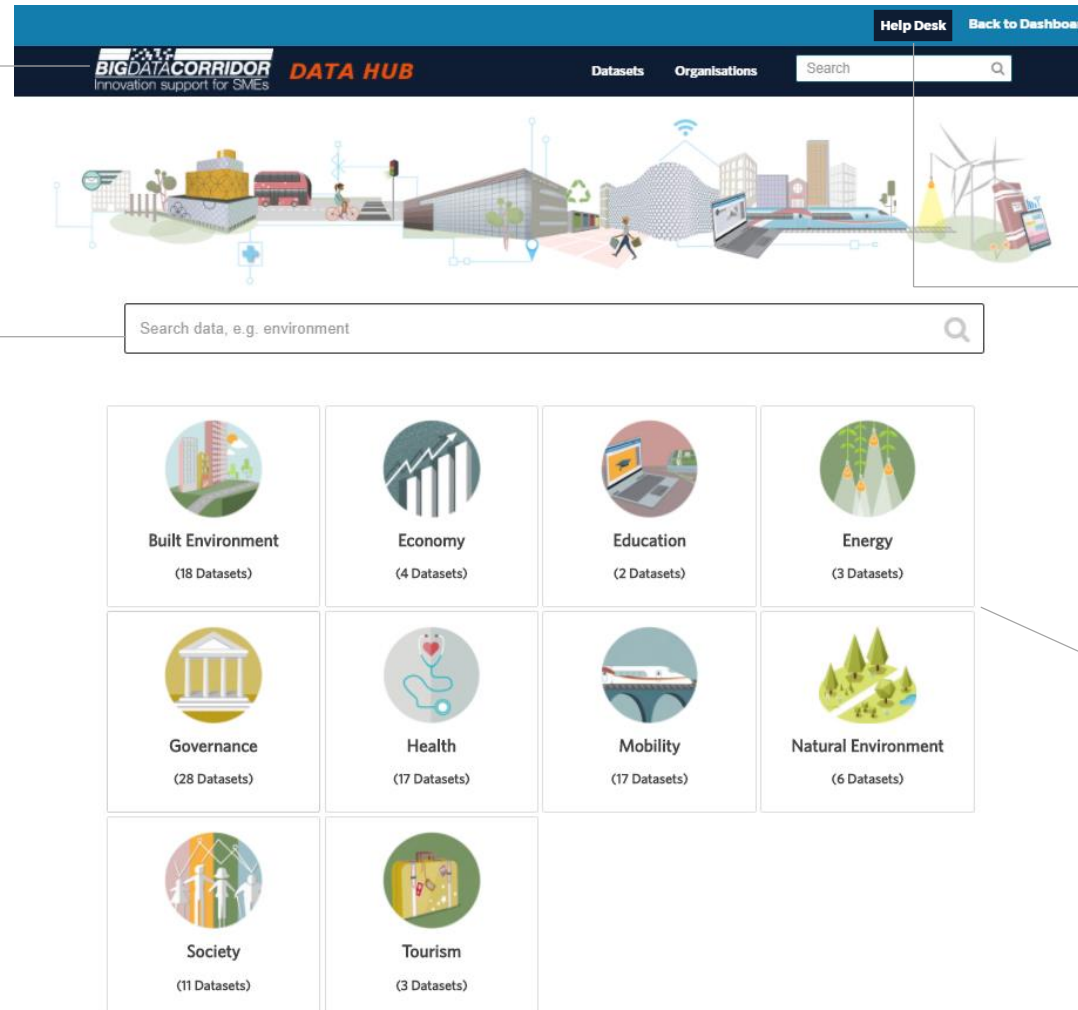 Help Desk Back to Dashboar
BIGDATACORRIDOR DATA HUB
Innovation support for SMEs
Datasets Organisations Search
Search data, e.g. environment
Built Environment
(18 Datasets)
Economy
(4 Datasets)
Education
(2 Datasets)
Energy
(3 Datasets)
Governance
(28 Datasets)
Health
(17 Datasets)
Mobility
(17 Datasets)
Natural Environment
(6 Datasets)
Society
(11 Datasets)
Tourism
(3 Datasets)